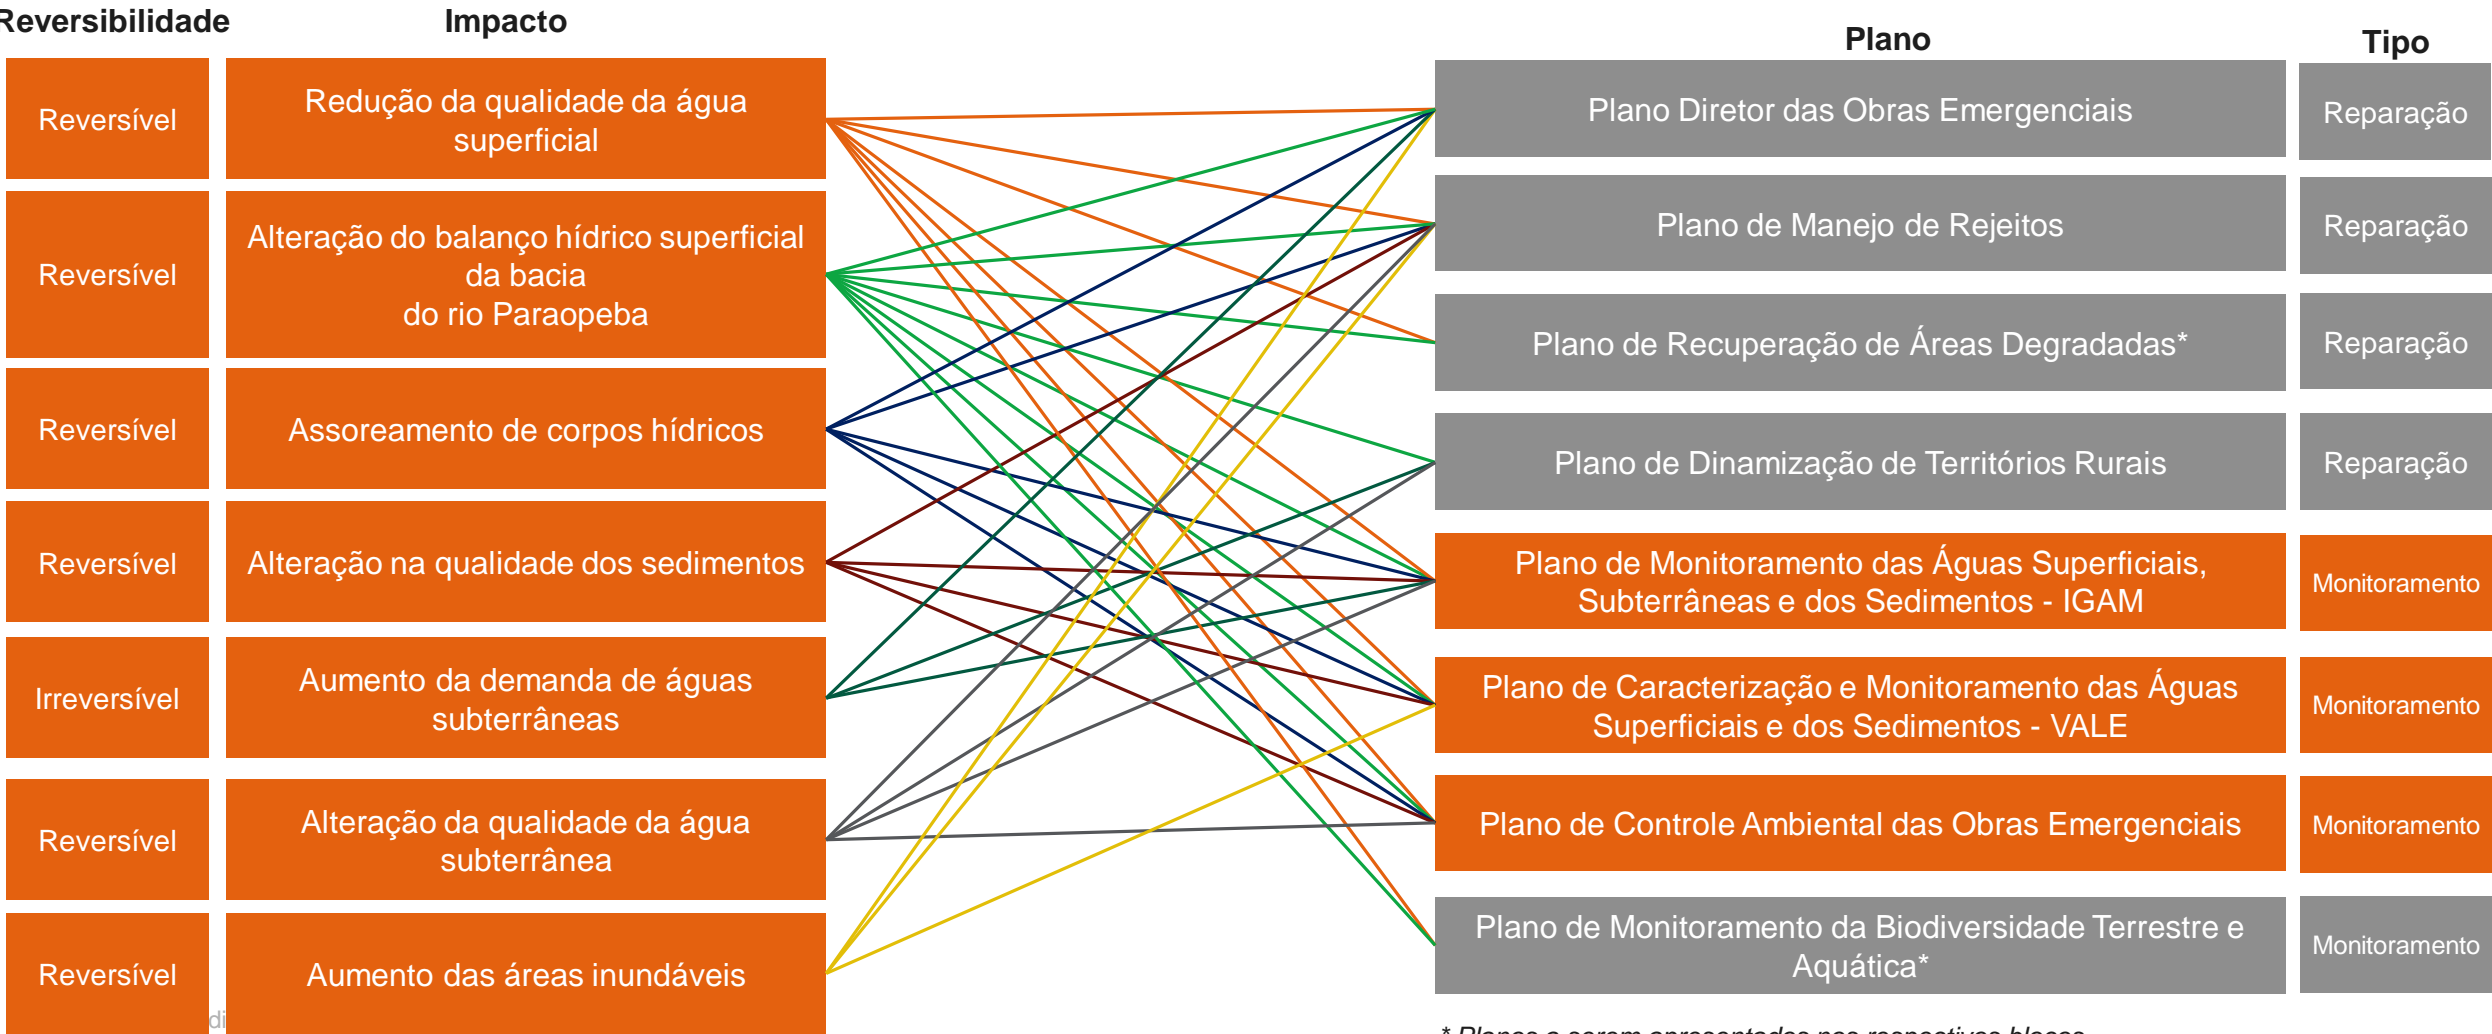 Reversibilidade
Impacto
Plano
Tipo
Reversível
Redução da qualidade da água
superficial
Reversível
Alteração do balanço hídrico superficial
da bacia
do rio Paraopeba
Reversível
Assoreamento de corpos hídricos
Reversível
Alteração na qualidade dos sedimentos
Irreversível
Aumento da demanda de águas
subterrâneas
Reversível
Alteração da qualidade da água
subterrânea
Reversível
Aumento das áreas inundáveis
Plano Diretor das Obras Emergenciais
Reparação
Plano de Manejo de Rejeitos
Reparação
Plano de Recuperação de Áreas Degradadas*
Reparação
Plano de Dinamização de Territórios Rurais
Reparação
Plano de Monitoramento das Águas Superficiais,
Subterrâneas e dos Sedimentos - IGAM
Monitoramento
Plano de Caracterização e Monitoramento das Águas
Superficiais e dos Sedimentos - VALE
Monitoramento
Plano de Controle Ambiental das Obras Emergenciais
Monitoramento
Plano de Monitoramento da Biodiversidade Terrestre e
Aquática*
Monitoramento
* Planos a serem apresentados nos respectivos blocos